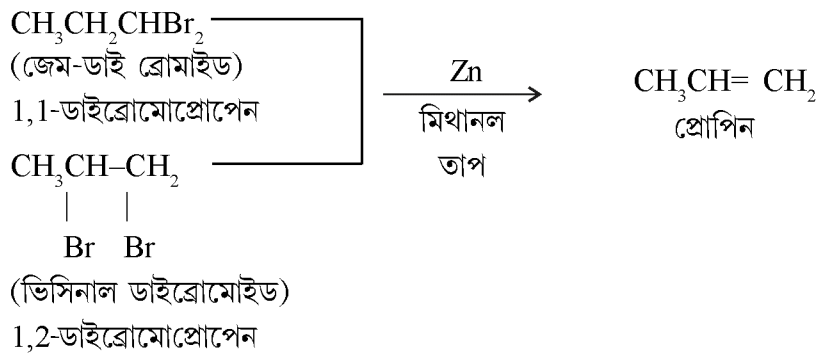 CH₃CH₂CHBr₂
(জেম-ডাই ব্রোমাইড)
1,1-ডাইব্রোমোপ্রোপেন
CH₃CH–CH₂
| |
Br Br
(ভিসিনাল ডাইব্রোমোইড)
1,2-ডাইব্রোমোপ্রোপেন
Zn
মিথানল
তাপ
CH₃CH= CH₂
প্রোপিন